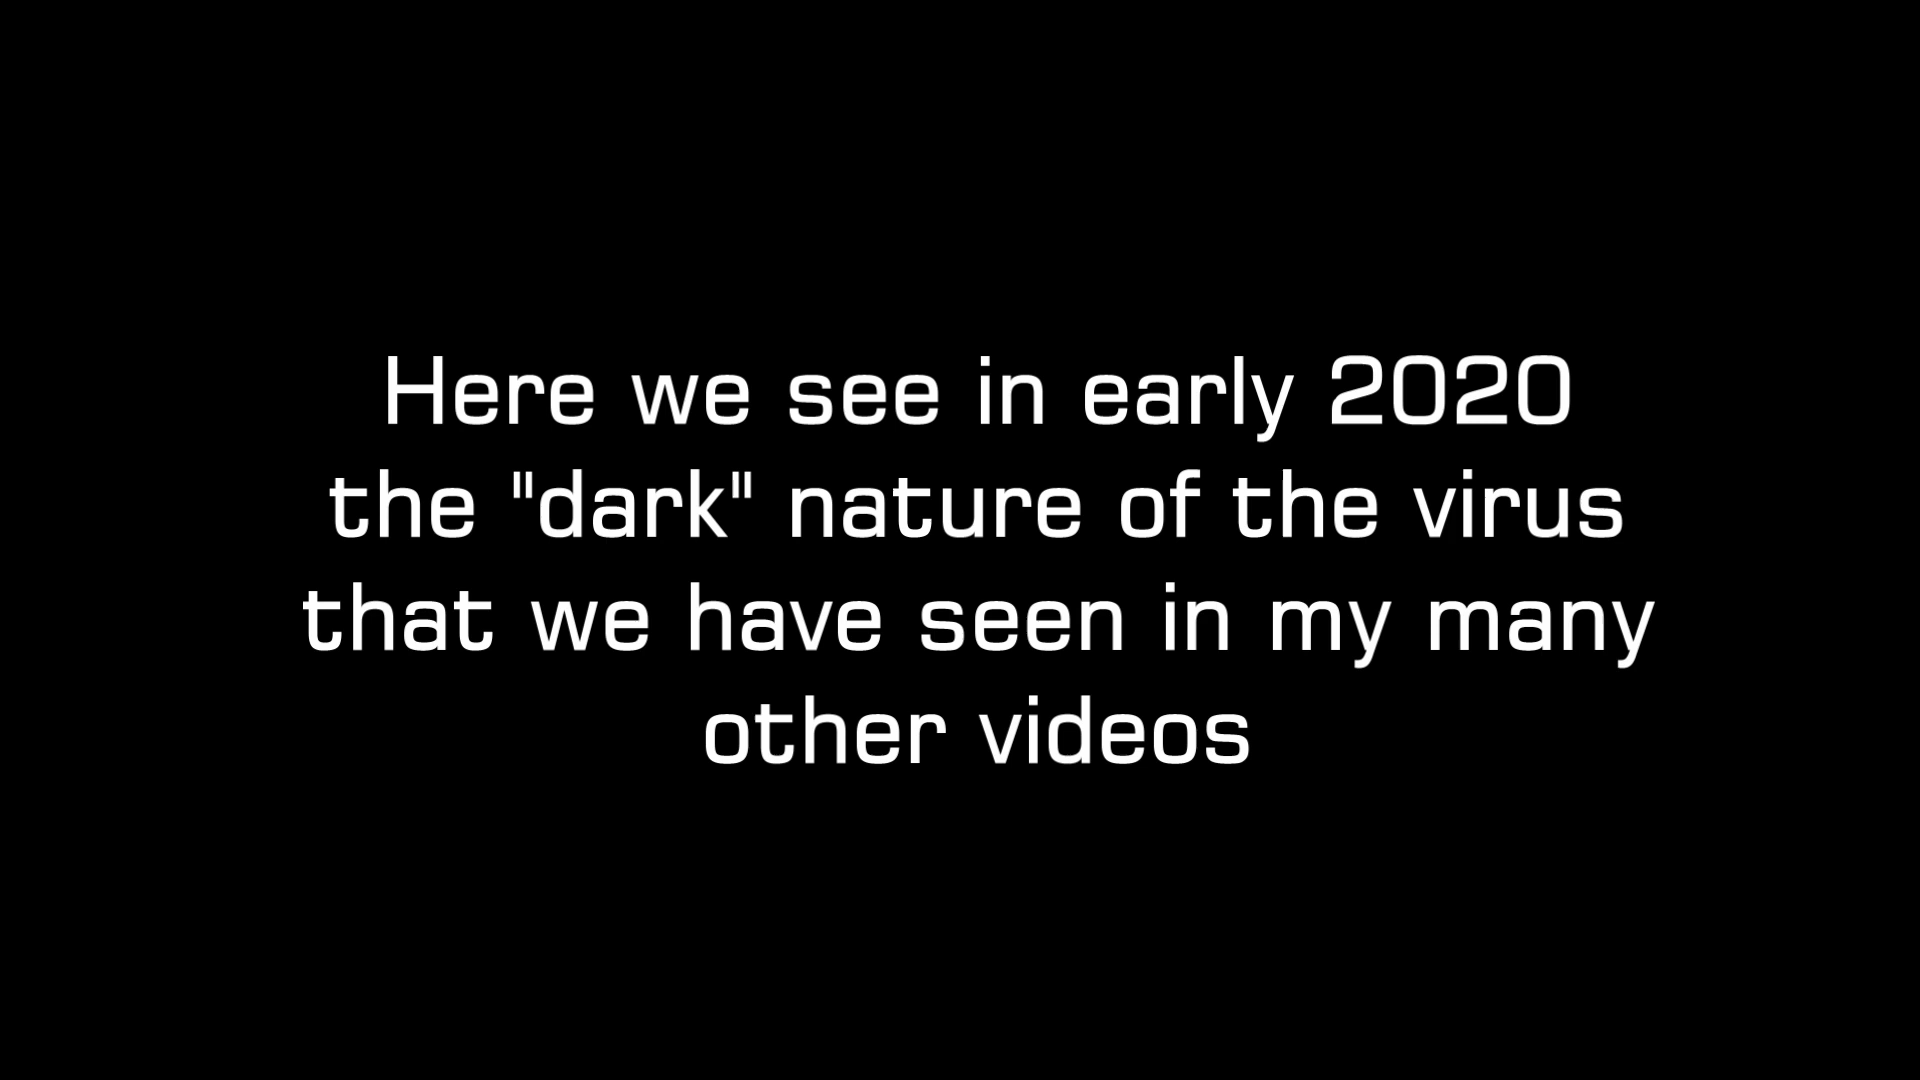 Here we see in early 2020
the "dark" nature of the virus
that we have seen in my many
other videos